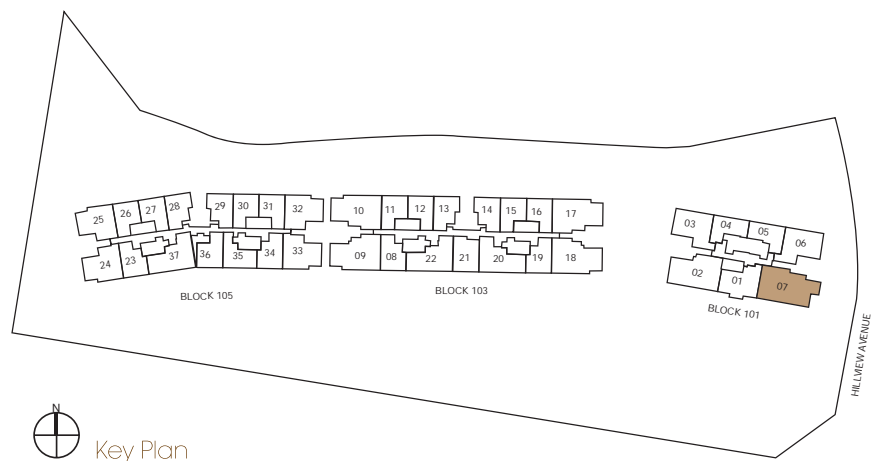 25 26 27 28 29 30 31 32 10 11 12 13 14 15 16 17 03 04 05 06
24 23 37 36 35 34 33 09 08 22 21 20 19 18 02 01 07
BLOCK 105
BLOCK 103
BLOCK 101
HILLVIEW AVENUE
N
Key Plan